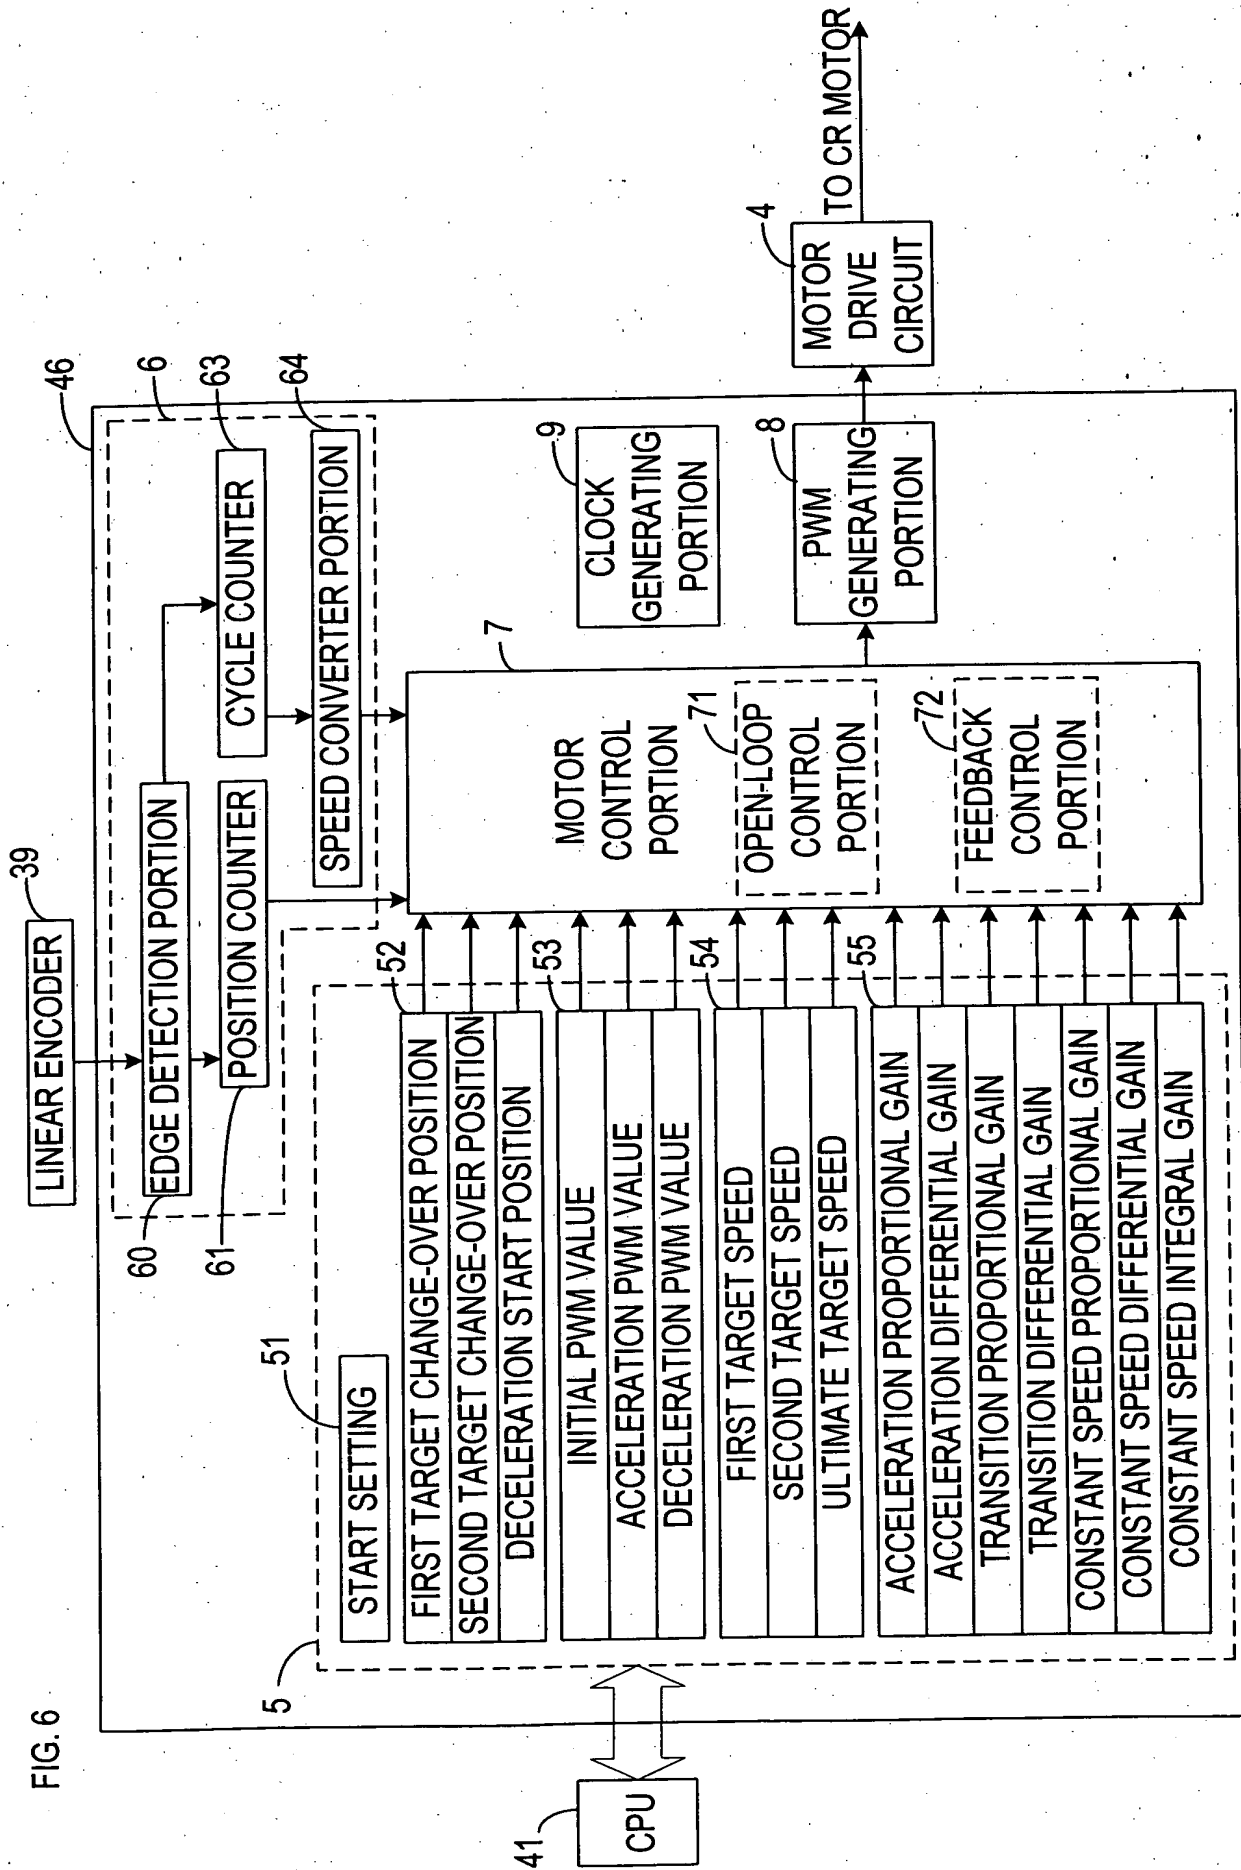 FIG. 6
46
LINEAR ENCODER
39
6
EDGE DETECTION PORTION
60
POSITION COUNTER
61
CYCLE COUNTER
63
SPEED CONVERTER PORTION
64
5
START SETTING
51
52
FIRST TARGET CHANGE-OVER POSITION
SECOND TARGET CHANGE-OVER POSITION
DECELERATION START POSITION
53
INITIAL PWM VALUE
ACCELERATION PWM VALUE
DECELERATION PWM VALUE
54
FIRST TARGET SPEED
SECOND TARGET SPEED
ULTIMATE TARGET SPEED
55
ACCELERATION PROPORTIONAL GAIN
ACCELERATION DIFFERENTIAL GAIN
TRANSITION PROPORTIONAL GAIN
TRANSITION DIFFERENTIAL GAIN
CONSTANT SPEED PROPORTIONAL GAIN
CONSTANT SPEED DIFFERENTIAL GAIN
CONSTANT SPEED INTEGRAL GAIN
41
CPU
7
MOTOR
CONTROL
PORTION
71
OPEN-LOOP
CONTROL
PORTION
72
FEEDBACK
CONTROL
PORTION
9
CLOCK
GENERATING
PORTION
8
PWM
GENERATING
PORTION
4
MOTOR
DRIVE
CIRCUIT
TO CR MOTOR